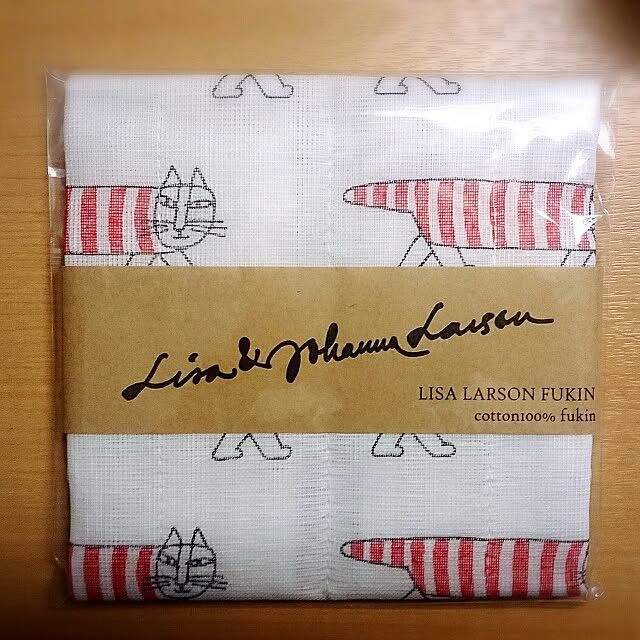 Lisa & Johanna Larson
LISA LARSON FUKIN
cotton100% fukin